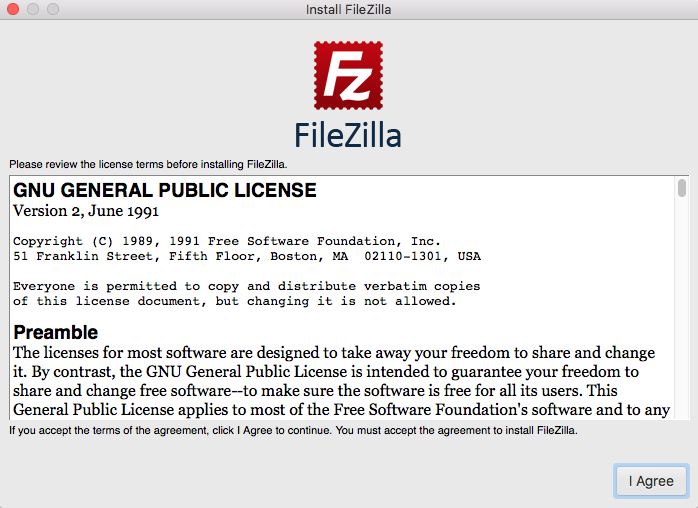 Install FileZilla
Fz
FileZilla
Please review the license terms before installing FileZilla.
GNU GENERAL PUBLIC LICENSE
Version 2, June 1991
Copyright (C) 1989, 1991 Free Software Foundation, Inc.
51 Franklin Street, Fifth Floor, Boston, MA  02110-1301, USA
Everyone is permitted to copy and distribute verbatim copies
of this license document, but changing it is not allowed.
Preamble
The licenses for most software are designed to take away your freedom to share and change
it. By contrast, the GNU General Public License is intended to guarantee your freedom to
share and change free software--to make sure the software is free for all its users. This
General Public License applies to most of the Free Software Foundation's software and to any
If you accept the terms of the agreement, click I Agree to continue. You must accept the agreement to install FileZilla.
I Agree